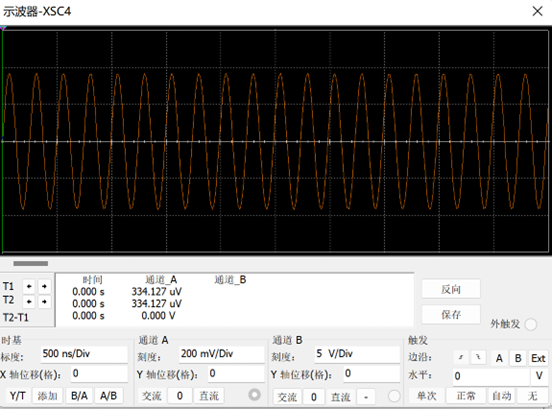 示波器-XSC4
T1
T2
T2-T1
时间 通道_A 通道_B
0.000 s 334.127 uV
0.000 s 334.127 uV
0.000 s 0.000 V
反向
保存
外触发
时基
标度: 500 ns/Div
X 轴位移(格): 0
Y/T 添加 B/A A/B
通道 A
刻度: 200 mV/Div
Y 轴位移(格): 0
交流 0 直流
通道 B
刻度: 5 V/Div
Y 轴位移(格): 0
交流 0 直流 -
触发
边沿: A B Ext
水平: 0 V
单次 正常 自动 无